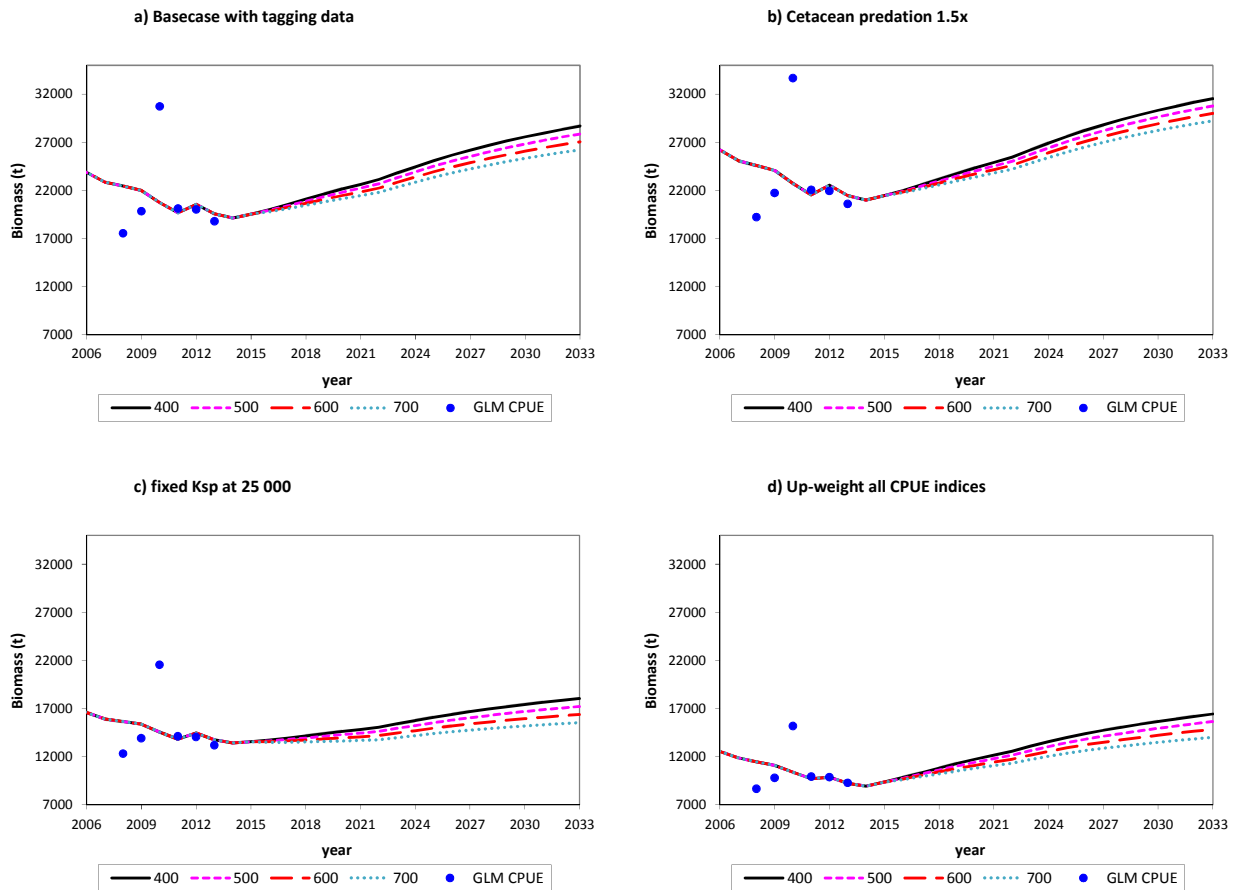 a) Basecase with tagging data
32000
27000
22000
17000
12000
7000
Biomass (t)
2006 2009 2012 2015 2018 2021 2024 2027 2030 2033
year
400 500 600 700 GLM CPUE
b) Cetacean predation 1.5x
32000
27000
22000
17000
12000
7000
Biomass (t)
2006 2009 2012 2015 2018 2021 2024 2027 2030 2033
year
400 500 600 700 GLM CPUE
c) fixed Ksp at 25 000
32000
27000
22000
17000
12000
7000
Biomass (t)
2006 2009 2012 2015 2018 2021 2024 2027 2030 2033
year
400 500 600 700 GLM CPUE
d) Up-weight all CPUE indices
32000
27000
22000
17000
12000
7000
Biomass (t)
2006 2009 2012 2015 2018 2021 2024 2027 2030 2033
year
400 500 600 700 GLM CPUE